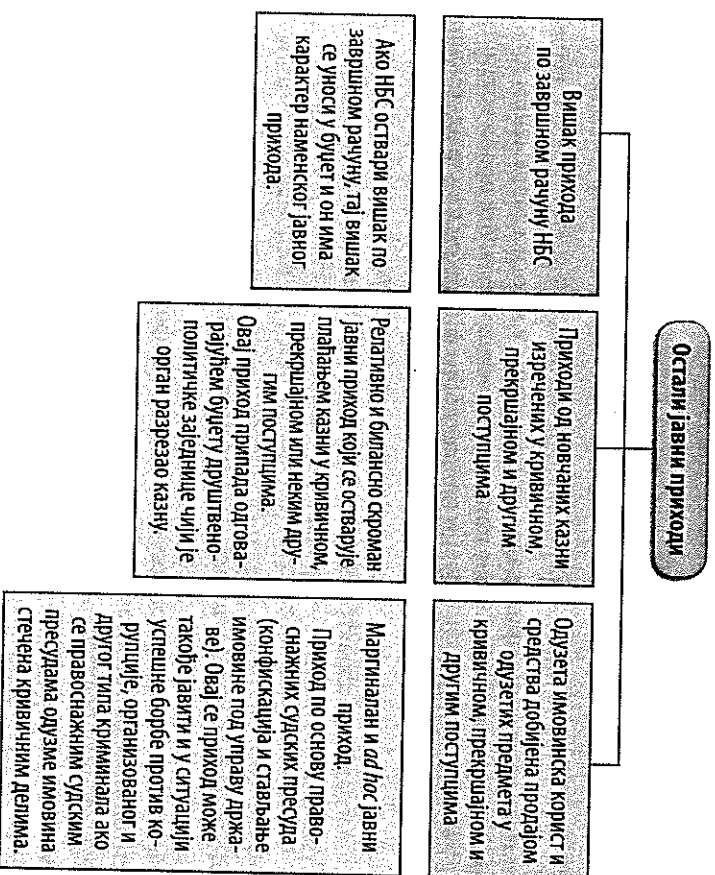 Остали јавни приходи
Вишак прихода
по завршном рачуну НБС
Ако НБС оствари вишак по
завршном рачуну, тај вишак
се уноси у буџет и он има
карактер наменског јавног
прихода.
Приходи од новчаних казни
изречених у кривичном,
прекршајном и другим
поступцима
Релативно и билансно скроман
јавни приход који се остварује
плаћањем казни у кривичном,
прекршајном или неким дру-
гим поступцима.
Овај приход припада одгова-
рајућем буџету друштвено-
политичке заједнице чији је
орган разрезао казну.
Одузета имовинска корист и
средства добијена продајом
одузетих предмета у
кривичном, прекршајном и
другим поступцима
Маргиналан и ad hoc јавни
приход.
Приход по основу право-
снажних судских пресуда
(конфискација и стављање
имовине под управу држа-
ве). Овај се приход може
такође јавити и у ситуацији
успешне борбе против ко-
рупције, организованог и
другог типа криминала ако
се правоснажним судским
пресудама одузме имовина
стечена кривичним делима.